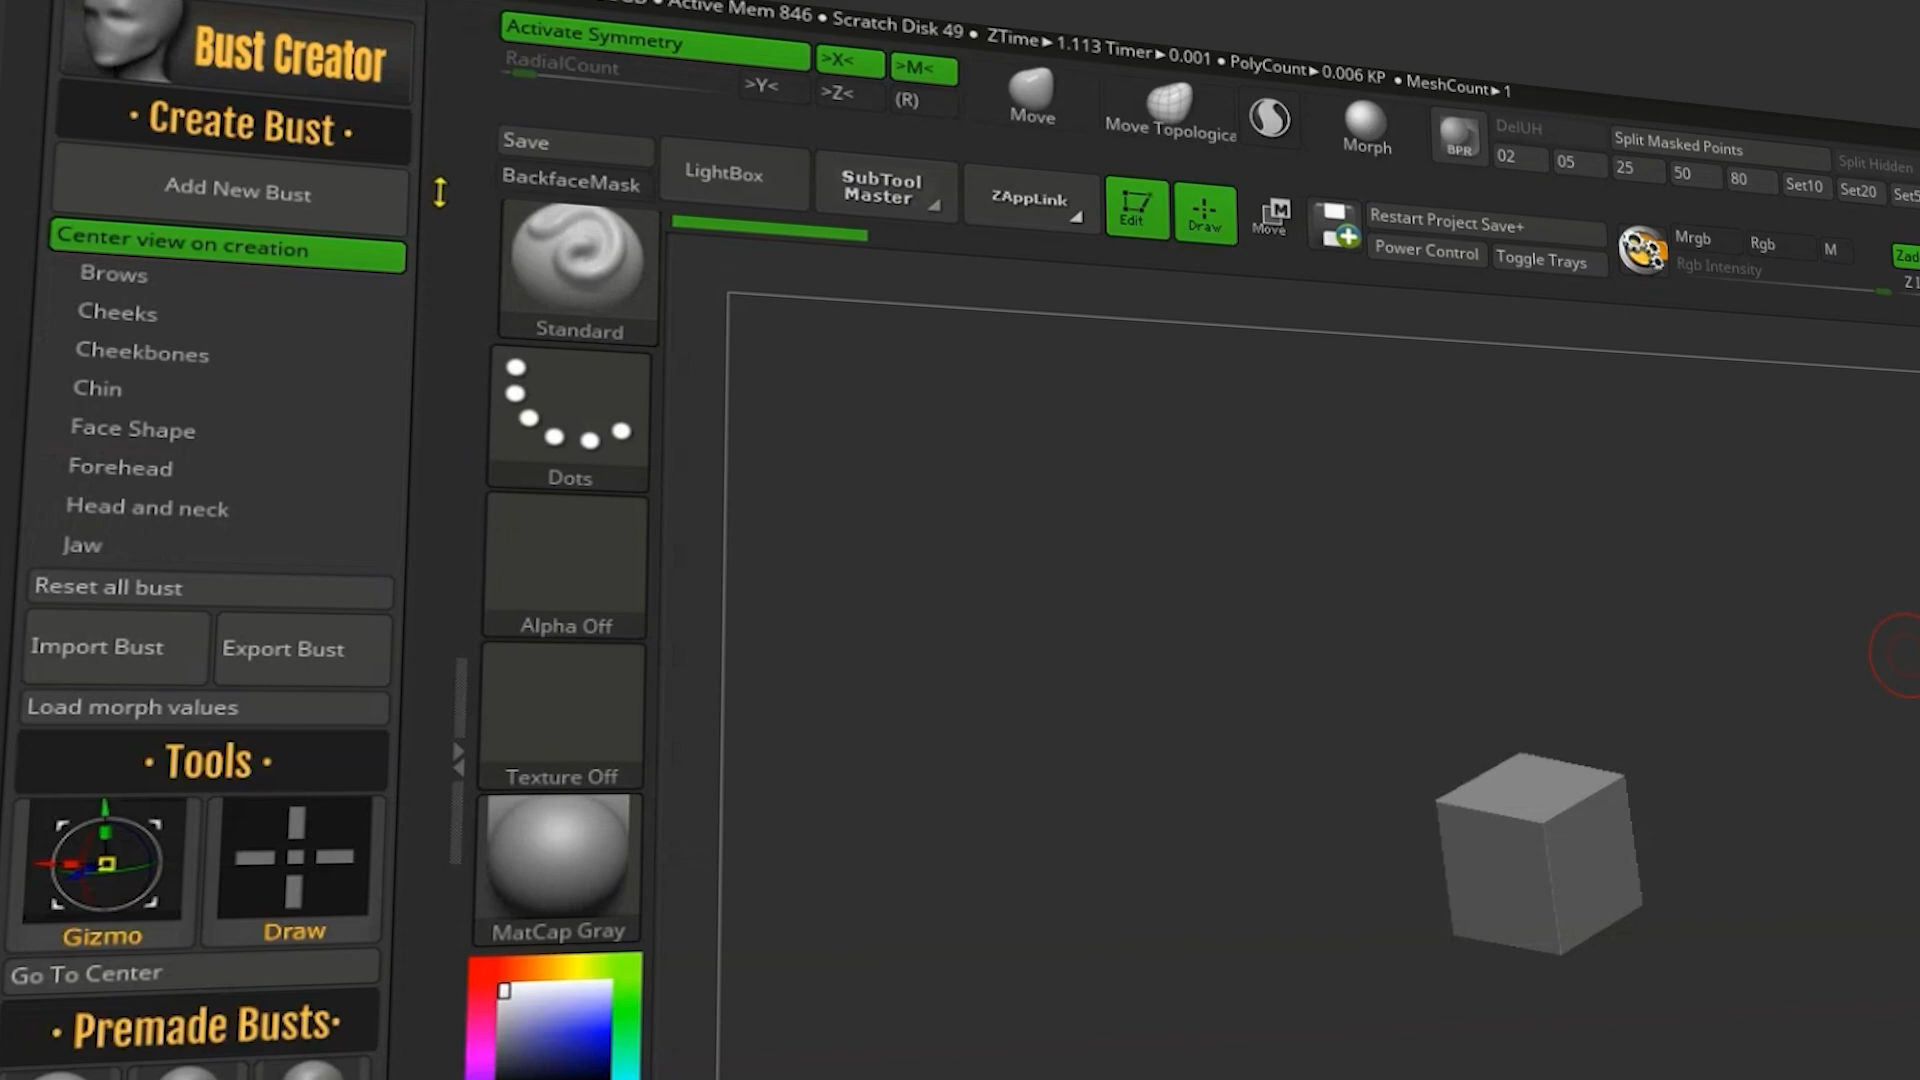 Bust Creator
· Create Bust ·
Add New Bust
Center view on creation
Brows
Cheeks
Cheekbones
Chin
Face Shape
Forehead
Head and neck
Jaw
Reset all bust
Import Bust
Export Bust
Load morph values
· Tools ·
Gizmo
Draw
Go To Center
· Premade Busts·
• Active Mem 846 • Scratch Disk 49 • ZTime▸1.113 Timer▸0.001 • PolyCount▸0.006 KP • MeshCount▸1
Activate Symmetry
>X<
>M<
RadialCount
>Y<
>Z<
(R)
Move
Move Topologica
Morph
BPR
DelUH
Split Masked Points
Split Hidden
02
05
25
50
80
Set10
Set20
Save
BackfaceMask
LightBox
SubTool
Master
ZAppLink
Edit
Draw
M
Move
Restart Project Save+
Power Control
Toggle Trays
Mrgb
Rgb
M
Rgb Intensity
Zad
Z I
Standard
Dots
Alpha Off
Texture Off
MatCap Gray